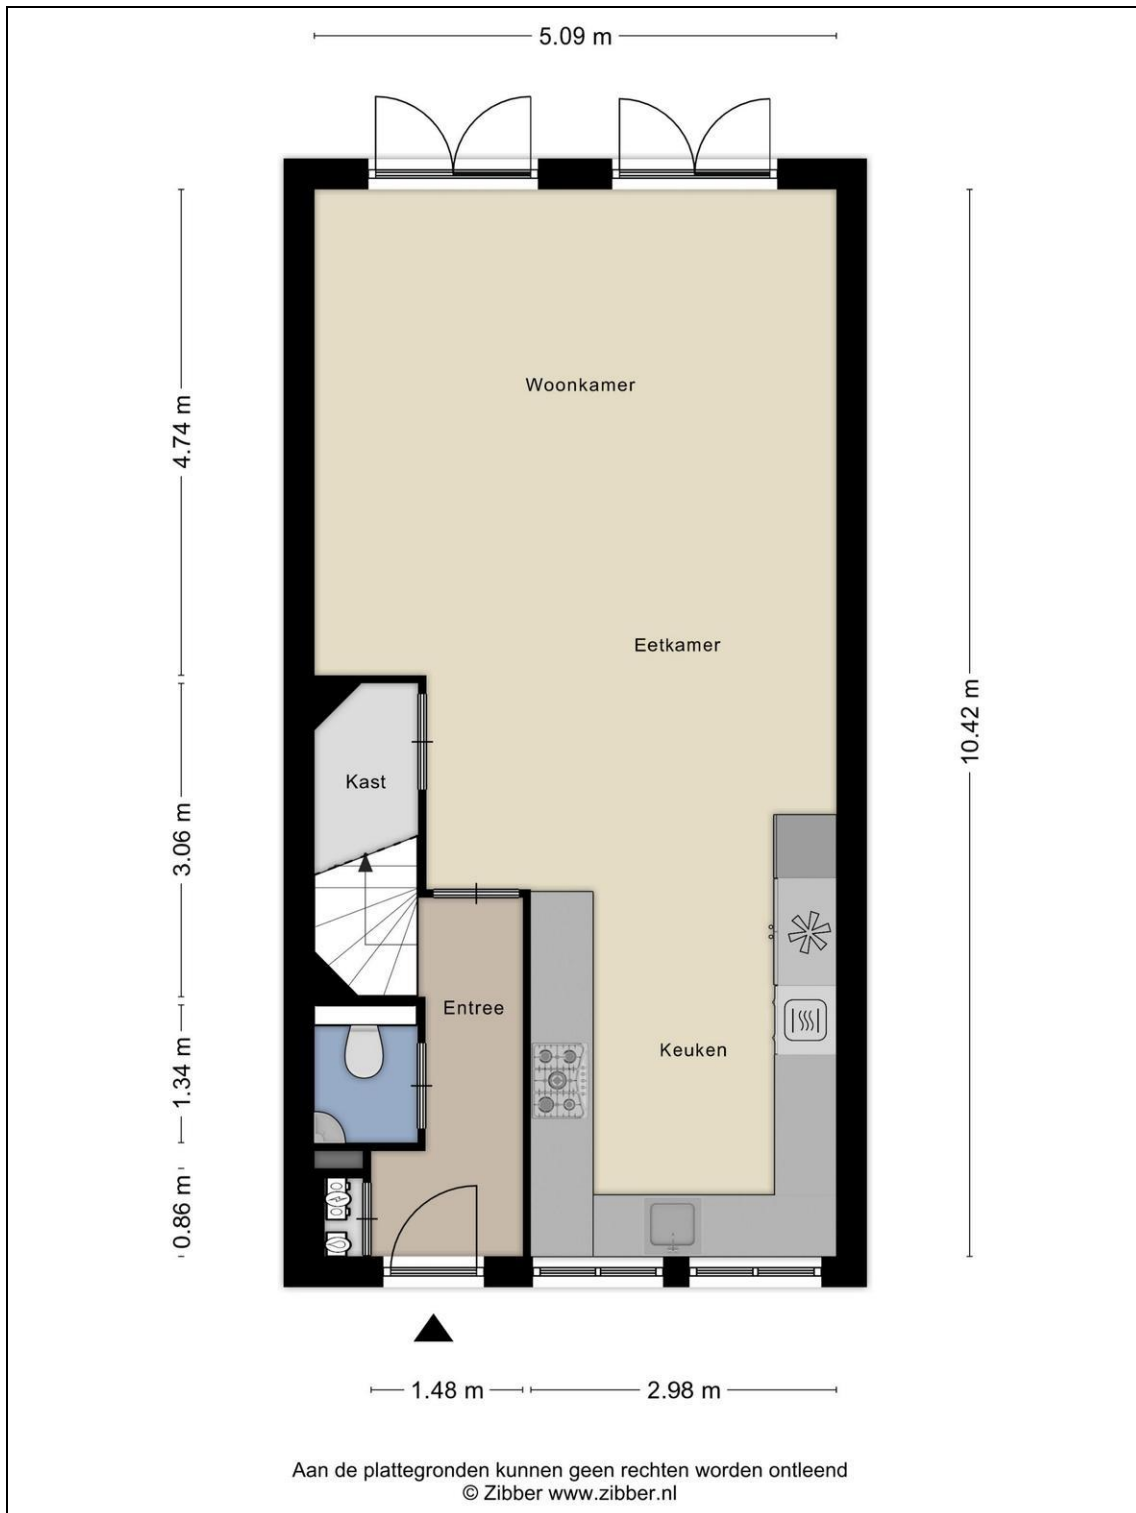 5.09 m
Woonkamer
4.74 m
Eetkamer
10.42 m
Kast
3.06 m
Entree
Keuken
1.34 m
0.86 m
1.48 m
2.98 m
Aan de plattegronden kunnen geen rechten worden ontleend
© Zibber www.zibber.nl